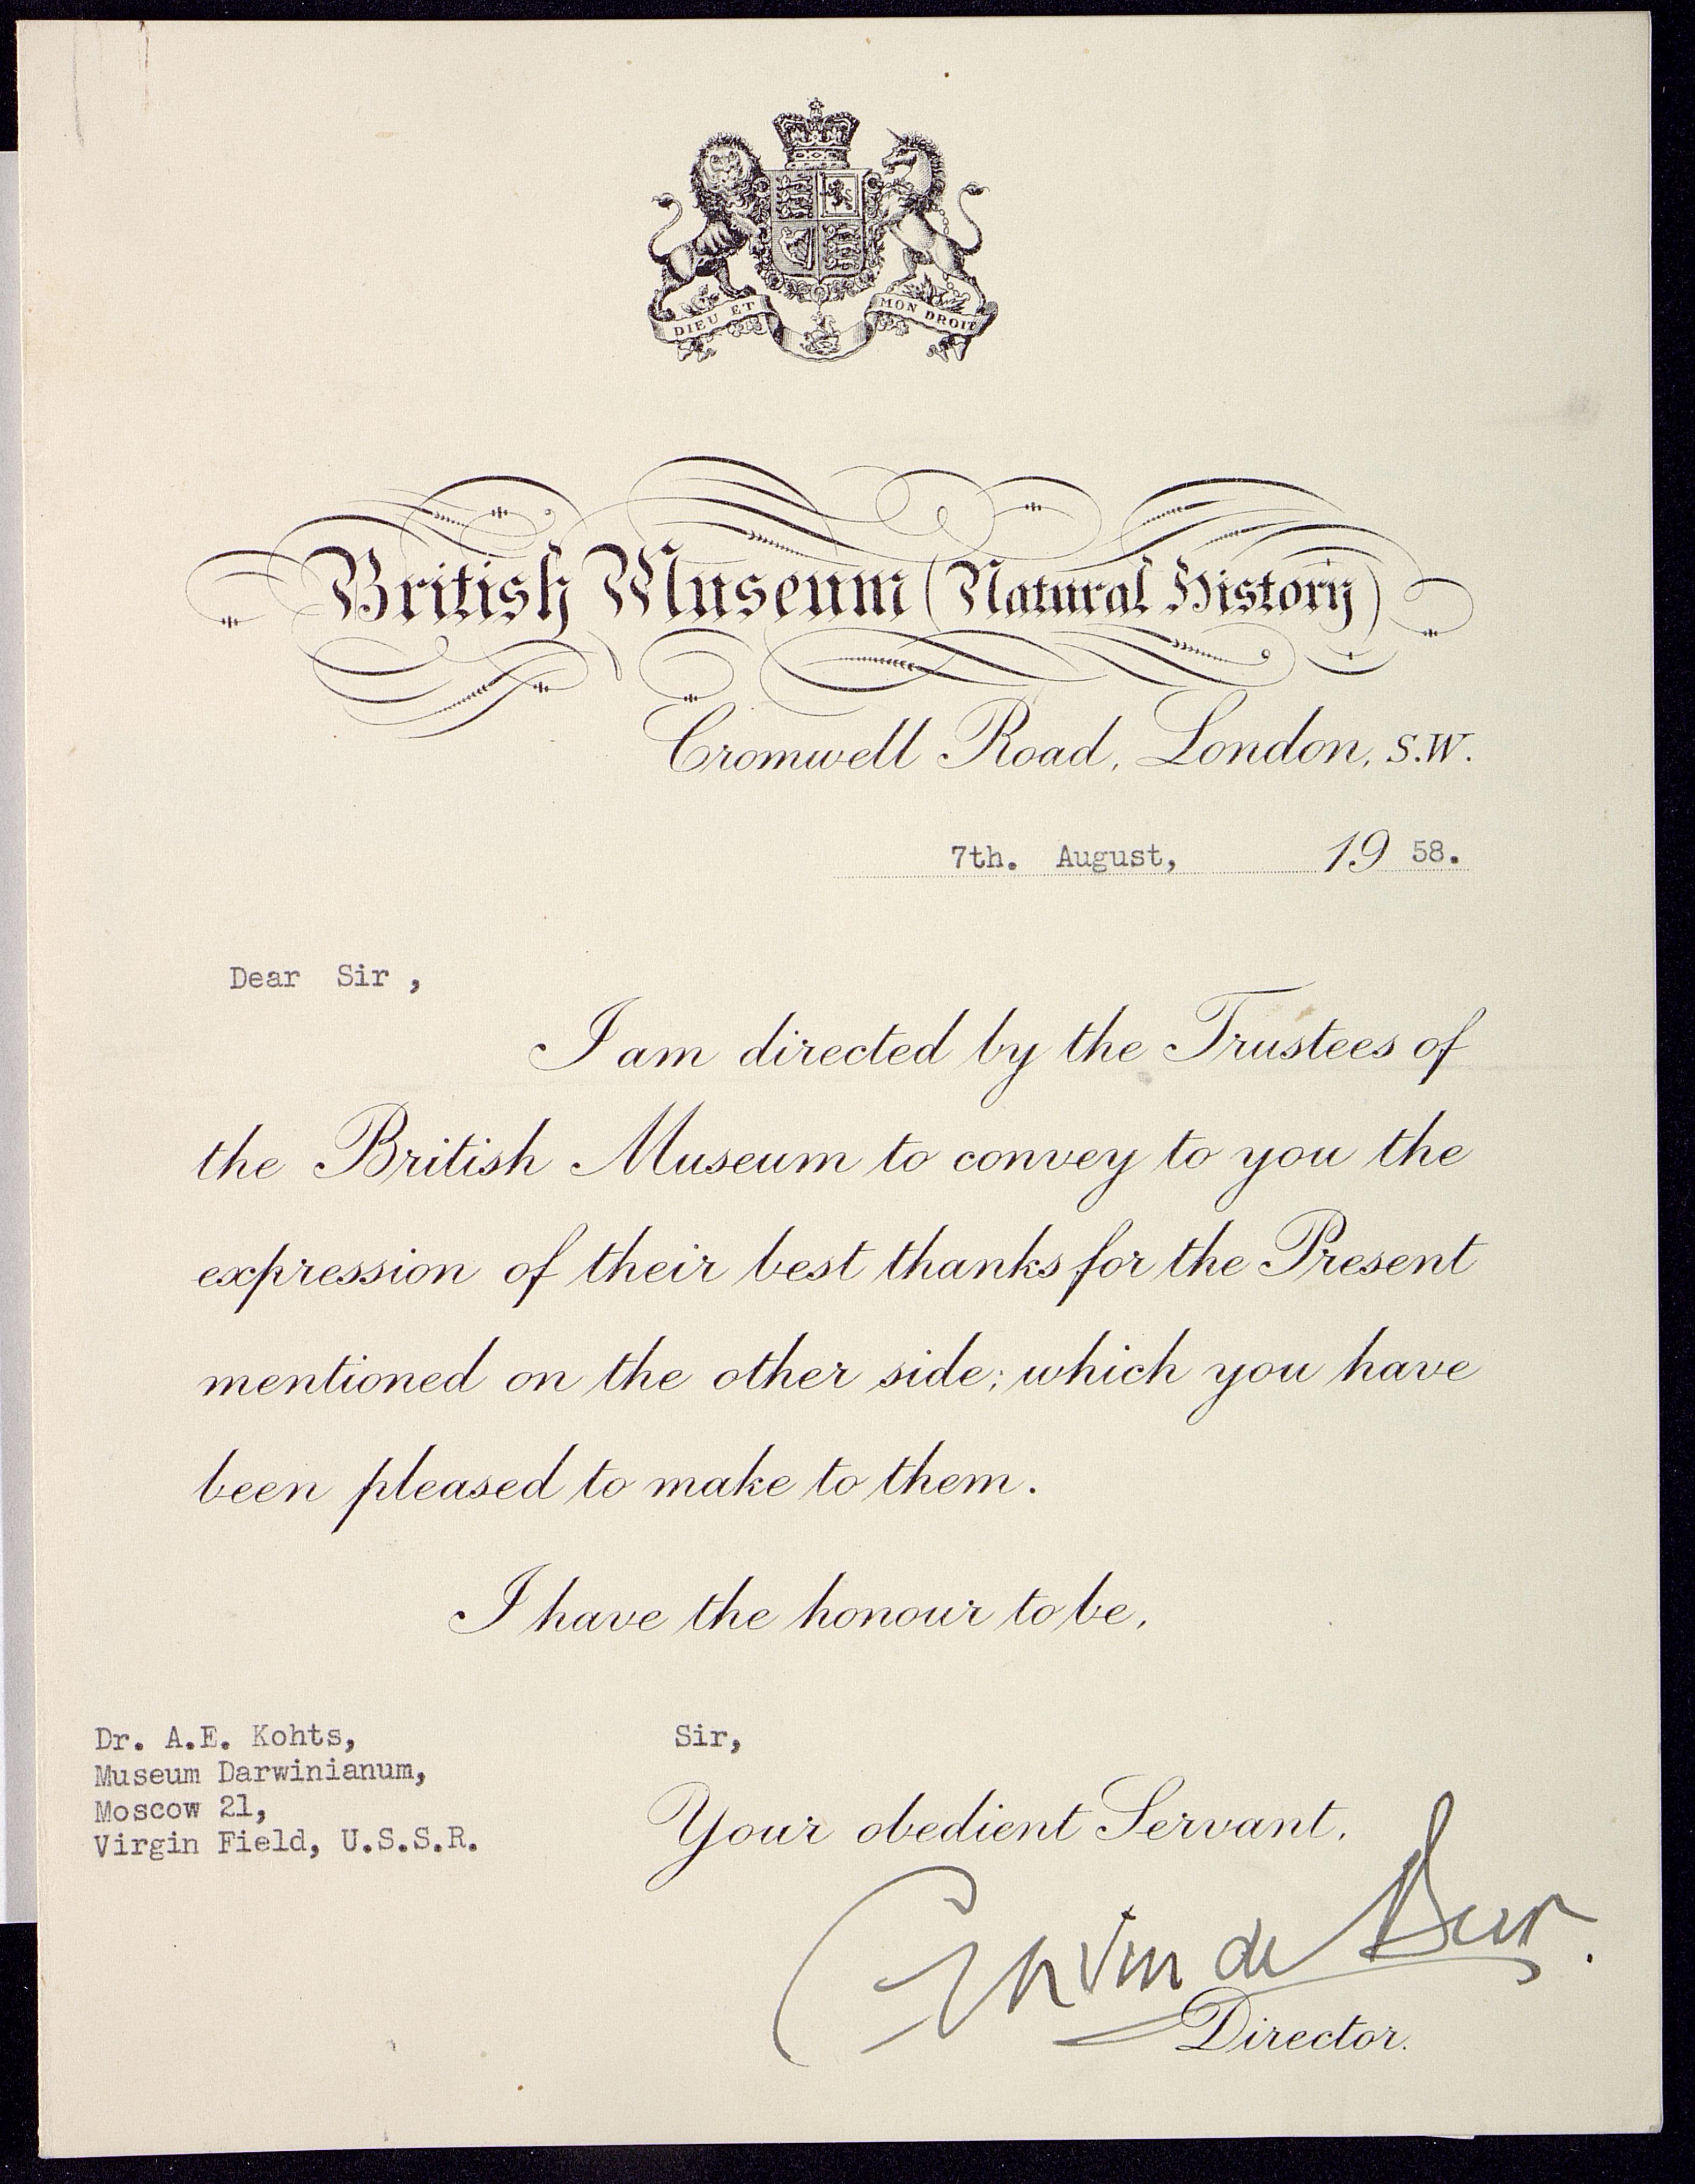 DIEU ET MON DROIT
British Museum (Natural History)
Cromwell Road, London, S.W.
7th. August, 19 58.
Dear Sir ,
I am directed by the Trustees of
the British Museum to convey to you the
expression of their best thanks for the Present
mentioned on the other side; which you have
been pleased to make to them.
I have the honour to be,
Sir,
Your obedient Servant,
Director.
Dr. A.E. Kohts,
Museum Darwinianum,
Moscow 21,
Virgin Field, U.S.S.R.